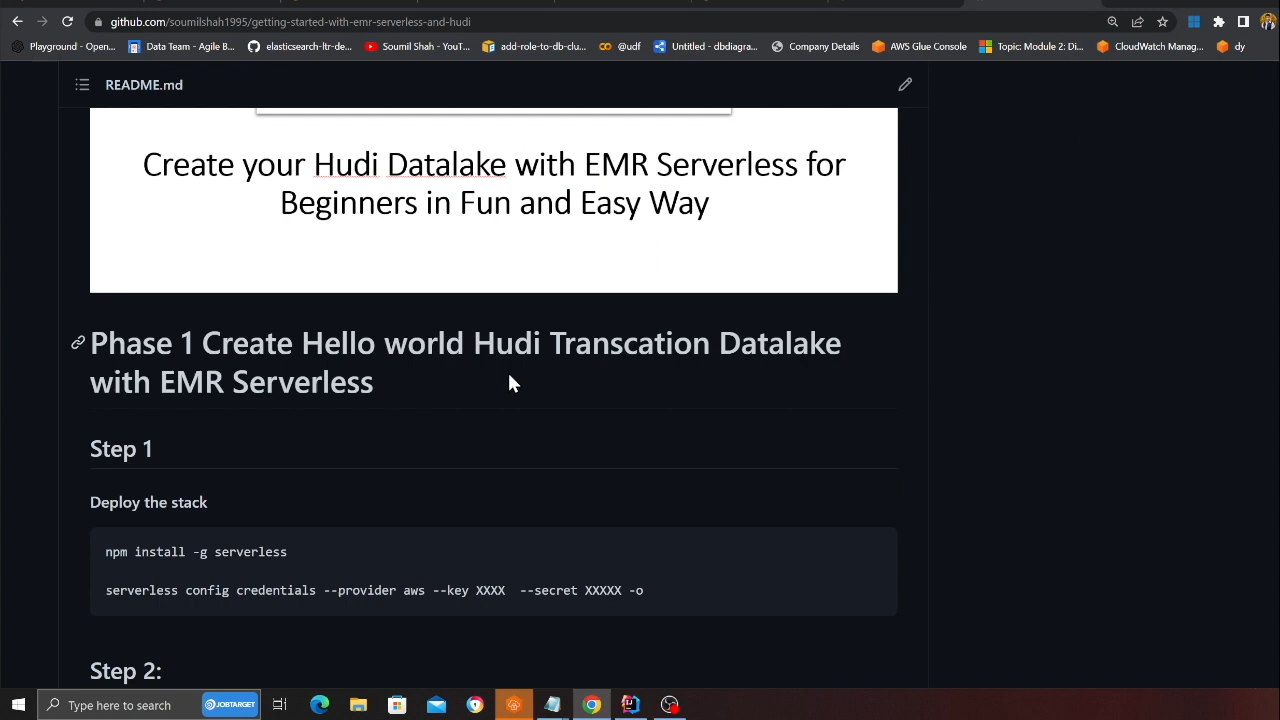 github.com/soumilshah1995/getting-started-with-emr-serverless-and-hudi
Playground - Open... Data Team - Agile B... elasticsearch-ltr-de... Soumil Shah - YouT... add-role-to-db-clu... @udf Untitled - dbdiagra... Company Details AWS Glue Console Topic: Module 2: Di... CloudWatch Manag... dy
README.md
Create your Hudi Datalake with EMR Serverless for
Beginners in Fun and Easy Way
Phase 1 Create Hello world Hudi Transcation Datalake
with EMR Serverless
Step 1
Deploy the stack
npm install -g serverless
serverless config credentials --provider aws --key XXXX  --secret XXXXX -o
Step 2:
Type here to search JOBTARGET